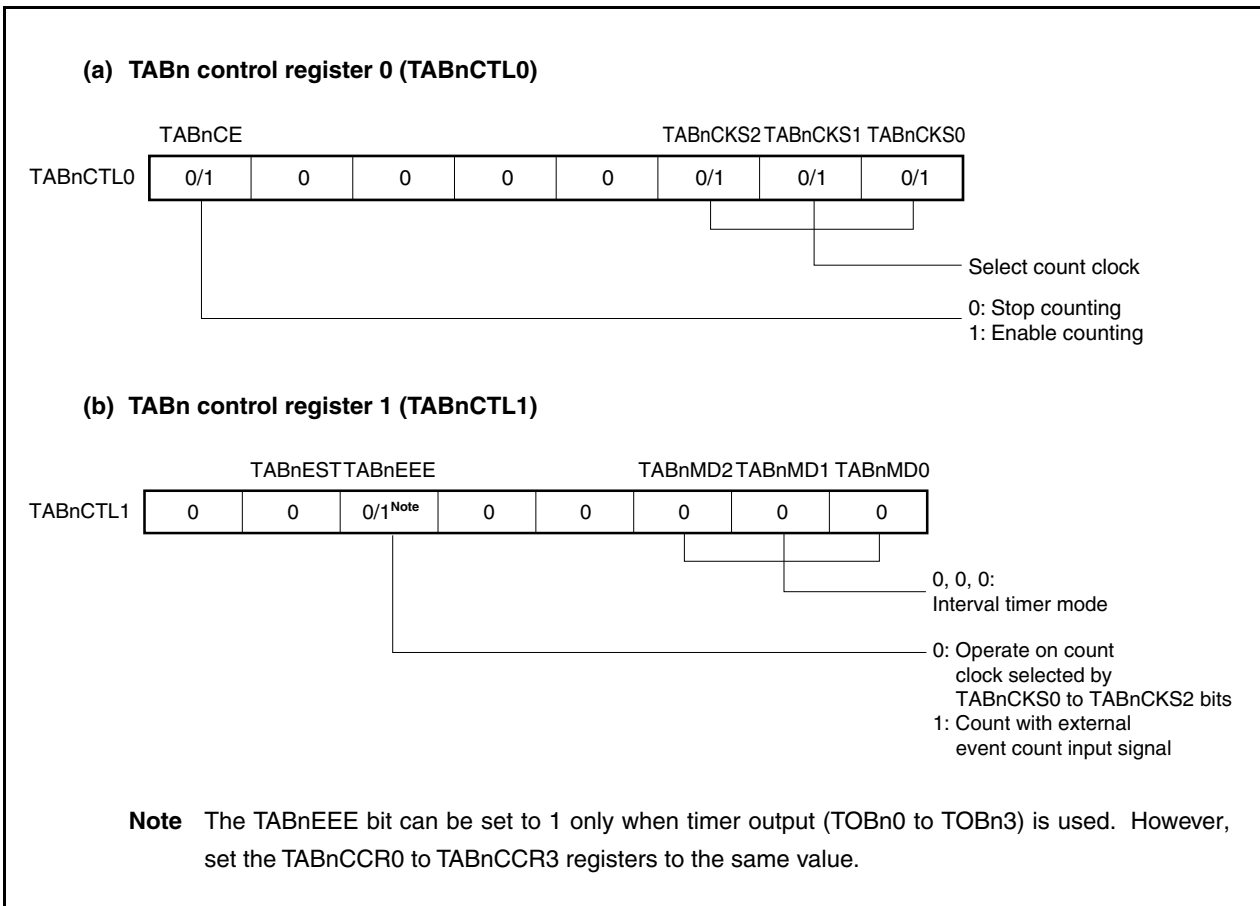 (a) TABn control register 0 (TABnCTL0)
TABnCE TABnCKS2 TABnCKS1 TABnCKS0
TABnCTL0 0/1 0 0 0 0 0/1 0/1 0/1
Select count clock
0: Stop counting
1: Enable counting
(b) TABn control register 1 (TABnCTL1)
TABnEST TABnEEE TABnMD2 TABnMD1 TABnMD0
TABnCTL1 0 0 0/1Note 0 0 0 0 0
0, 0, 0:
Interval timer mode
0: Operate on count
clock selected by
TABnCKS0 to TABnCKS2 bits
1: Count with external
event count input signal
Note The TABnEEE bit can be set to 1 only when timer output (TOBn0 to TOBn3) is used. However,
set the TABnCCR0 to TABnCCR3 registers to the same value.